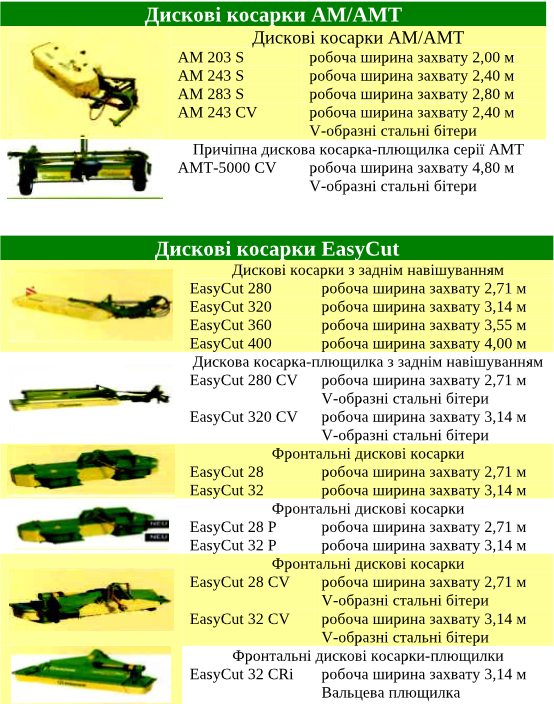 Дискові косарки АМ/АМТ
Дискові косарки АМ/АМТ
АМ 203 S робоча ширина захвату 2,00 м
АМ 243 S робоча ширина захвату 2,40 м
АМ 283 S робоча ширина захвату 2,80 м
АМ 243 CV робоча ширина захвату 2,40 м
V-образні стальні бітери
Причіпна дискова косарка-плющилка серії АМТ
АМТ-5000 CV робоча ширина захвату 4,80 м
V-образні стальні бітери
Дискові косарки EasyCut
Дискові косарки з заднім навішуванням
EasyCut 280 робоча ширина захвату 2,71 м
EasyCut 320 робоча ширина захвату 3,14 м
EasyCut 360 робоча ширина захвату 3,55 м
EasyCut 400 робоча ширина захвату 4,00 м
Дискова косарка-плющилка з заднім навішуванням
EasyCut 280 CV робоча ширина захвату 2,71 м
V-образні стальні бітери
EasyCut 320 CV робоча ширина захвату 3,14 м
V-образні стальні бітери
Фронтальні дискові косарки
EasyCut 28 робоча ширина захвату 2,71 м
EasyCut 32 робоча ширина захвату 3,14 м
Фронтальні дискові косарки
NEU
EasyCut 28 P робоча ширина захвату 2,71 м
NEU
EasyCut 32 P робоча ширина захвату 3,14 м
Фронтальні дискові косарки
EasyCut 28 CV робоча ширина захвату 2,71 м
V-образні стальні бітери
EasyCut 32 CV робоча ширина захвату 3,14 м
V-образні стальні бітери
Фронтальні дискові косарки-плющилки
EasyCut 32 CRi робоча ширина захвату 3,14 м
Вальцева плющилка